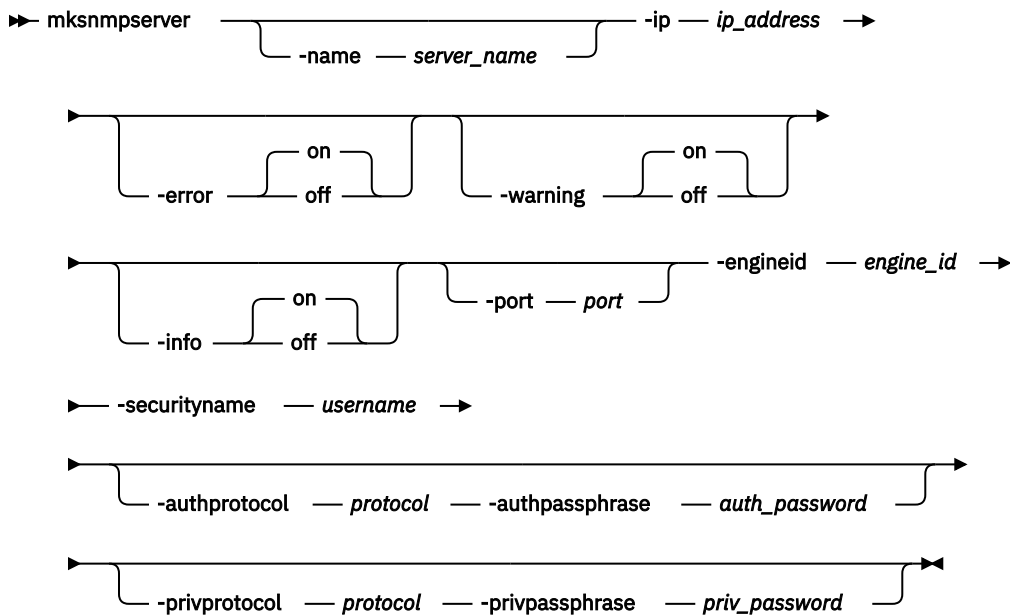 mksnmpserver -ip ip_address
-name server_name
on on
-error off -warning off
-engineid engine_id
on -port port
-info off
-securityname username
-authprotocol protocol -authpassphrase auth_password
-privprotocol protocol -privpassphrase priv_password